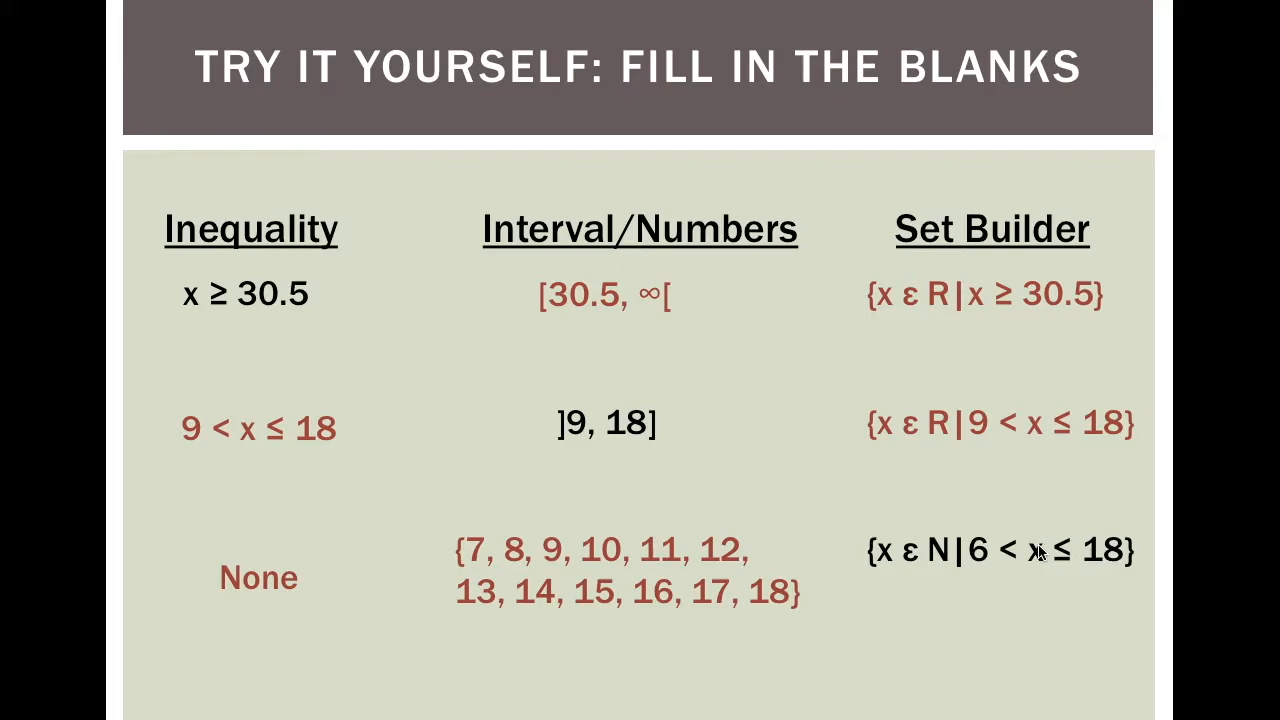 TRY IT YOURSELF: FILL IN THE BLANKS
Inequality Interval/Numbers Set Builder
x ≥ 30.5 [30.5, ∞[ {x ε R|x ≥ 30.5}
9 < x ≤ 18 ]9, 18] {x ε R|9 < x ≤ 18}
None {7, 8, 9, 10, 11, 12, {x ε N|6 < x ≤ 18}
13, 14, 15, 16, 17, 18}